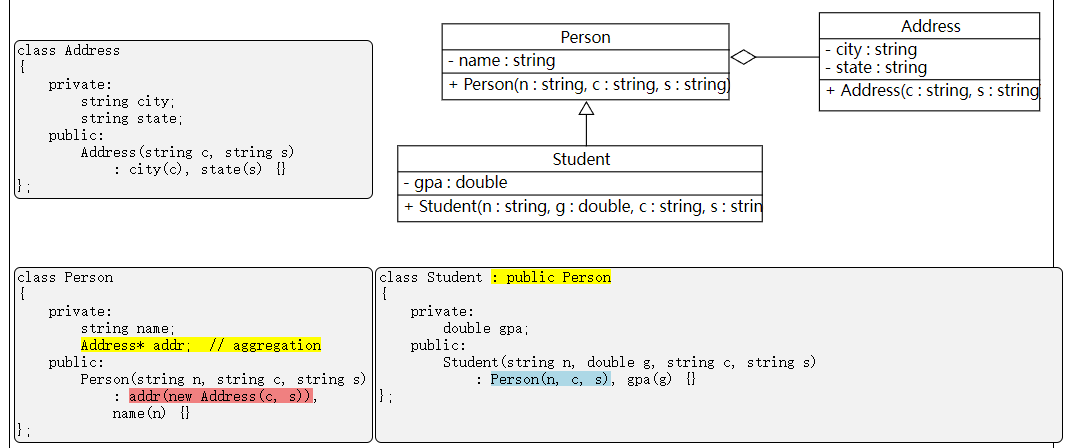 class Address
{
    private:
        string city;
        string state;
    public:
        Address(string c, string s)
            : city(c), state(s) {}
};
Person
- name : string
+ Person(n : string, c : string, s : string)
Address
- city : string
- state : string
+ Address(c : string, s : string
Student
- gpa : double
+ Student(n : string, g : double, c : string, s : strin
class Person
{
    private:
        string name;
        Address* addr;  // aggregation
    public:
        Person(string n, string c, string s)
            : addr(new Address(c, s)),
            name(n) {}
};
class Student : public Person
{
    private:
        double gpa;
    public:
        Student(string n, double g, string c, string s)
            : Person(n, c, s), gpa(g) {}
};